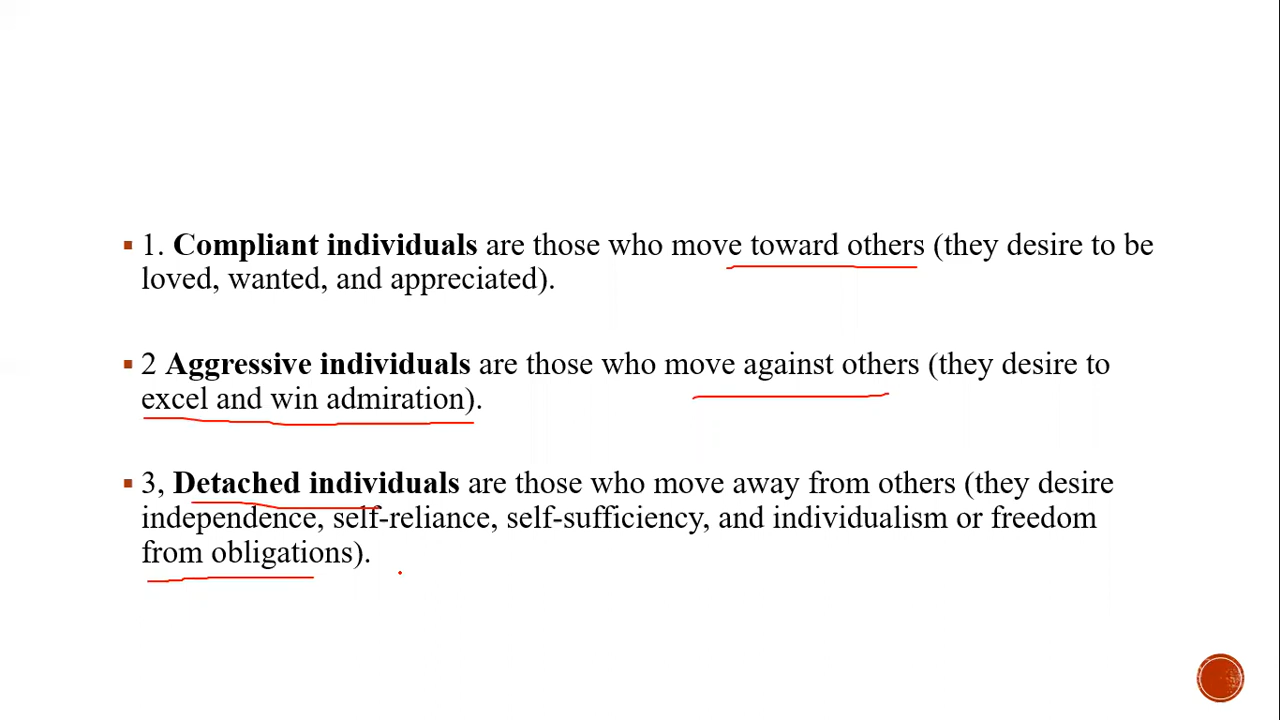 ▪ 1. Compliant individuals are those who move toward others (they desire to be
loved, wanted, and appreciated).
▪ 2 Aggressive individuals are those who move against others (they desire to
excel and win admiration).
▪ 3, Detached individuals are those who move away from others (they desire
independence, self-reliance, self-sufficiency, and individualism or freedom
from obligations).